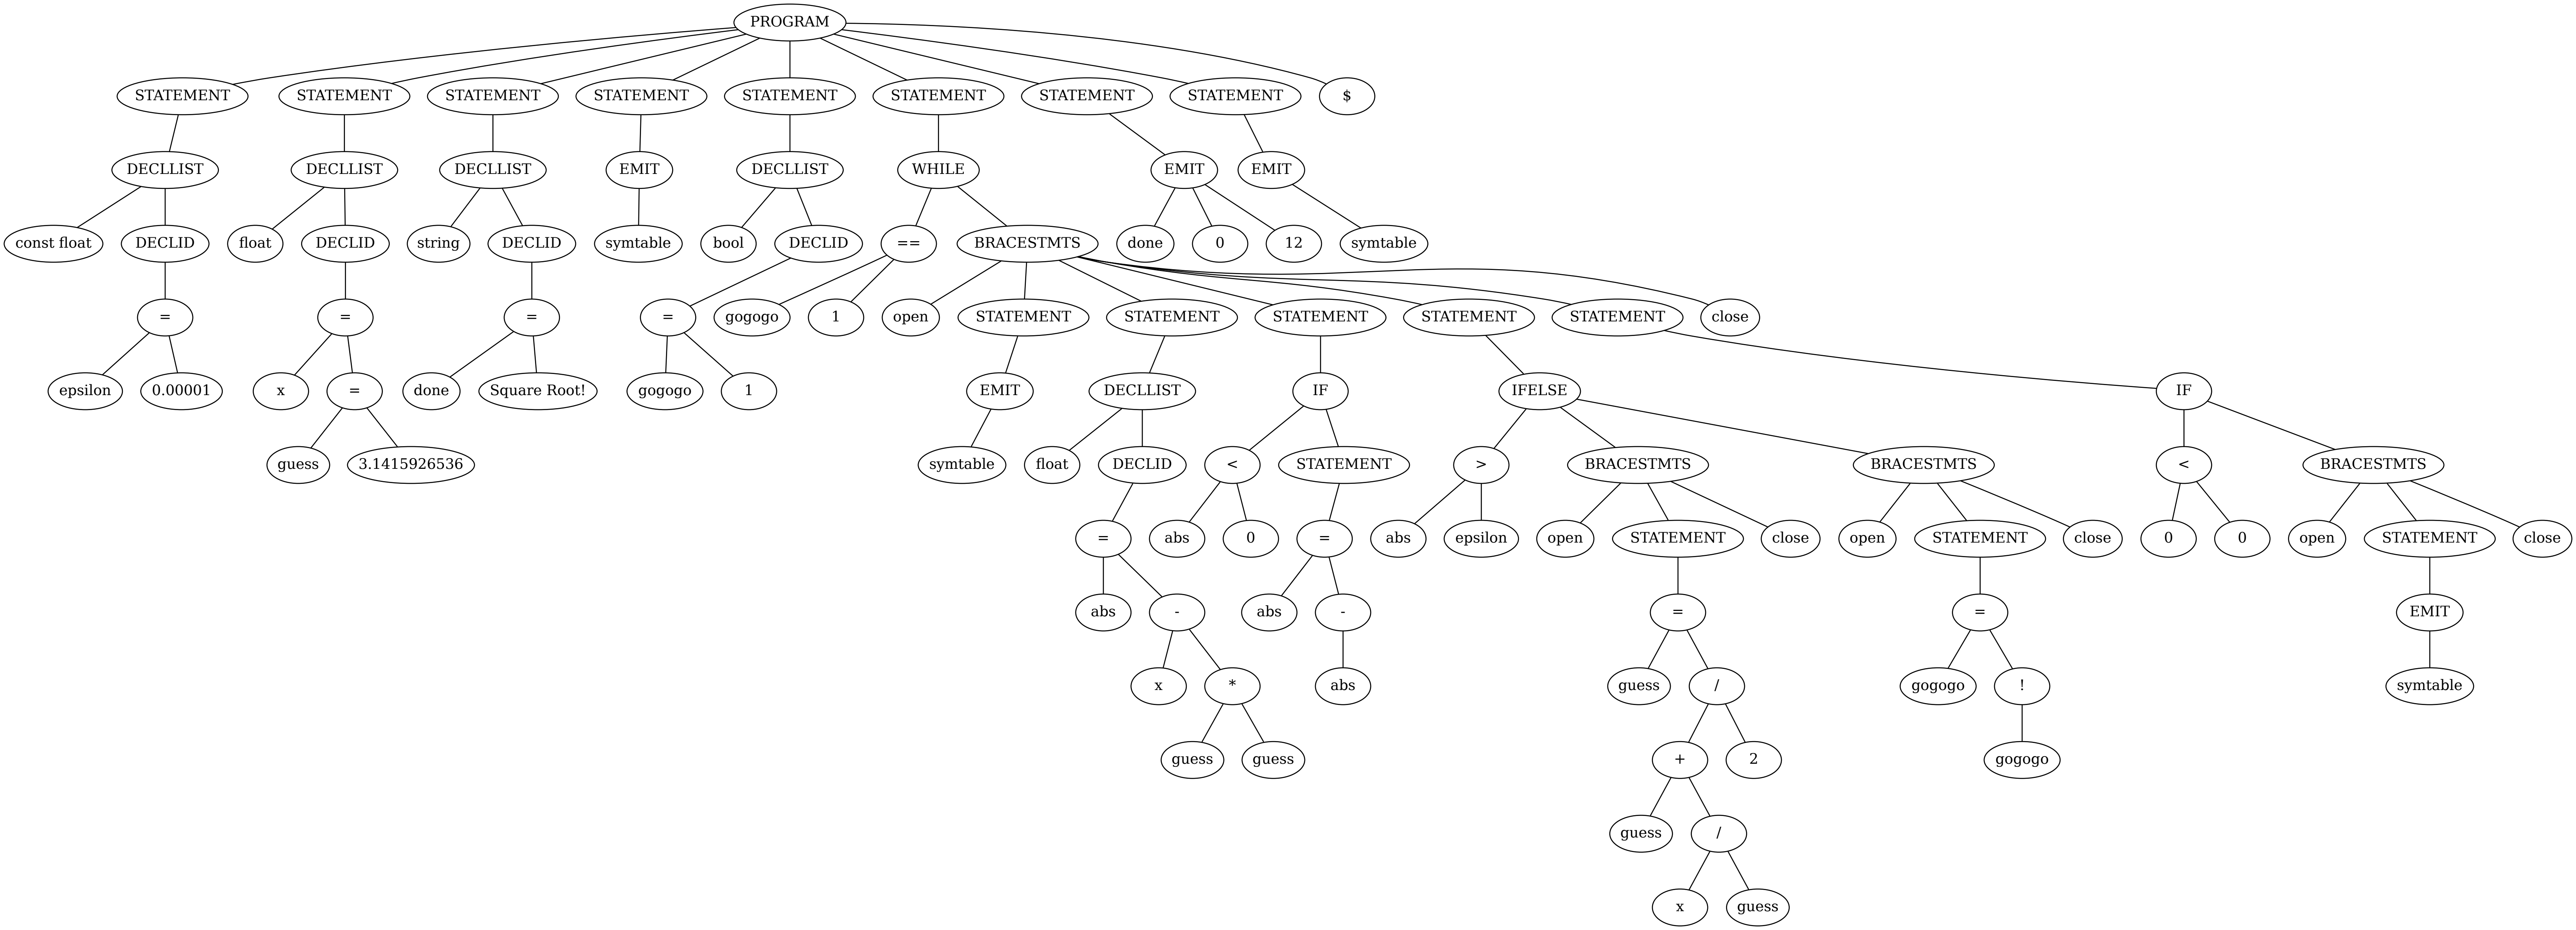 PROGRAM
STATEMENT STATEMENT STATEMENT STATEMENT STATEMENT STATEMENT STATEMENT STATEMENT $
DECLLIST DECLLIST DECLLIST EMIT DECLLIST WHILE EMIT EMIT
const float DECLID float DECLID string DECLID symtable bool DECLID == BRACESTMTS done 0 12 symtable
= = = = gogogo 1 open STATEMENT STATEMENT STATEMENT STATEMENT STATEMENT close
epsilon 0.00001 x = done Square Root! gogogo 1 EMIT DECLLIST IF IFELSE IF
guess 3.1415926536 symtable float DECLID < STATEMENT > BRACESTMTS BRACESTMTS < BRACESTMTS
= abs 0 = abs epsilon open STATEMENT close open STATEMENT close 0 0 open STATEMENT close
abs - abs - = = EMIT
x * abs guess / gogogo ! symtable
guess guess + 2 gogogo
guess /
x guess